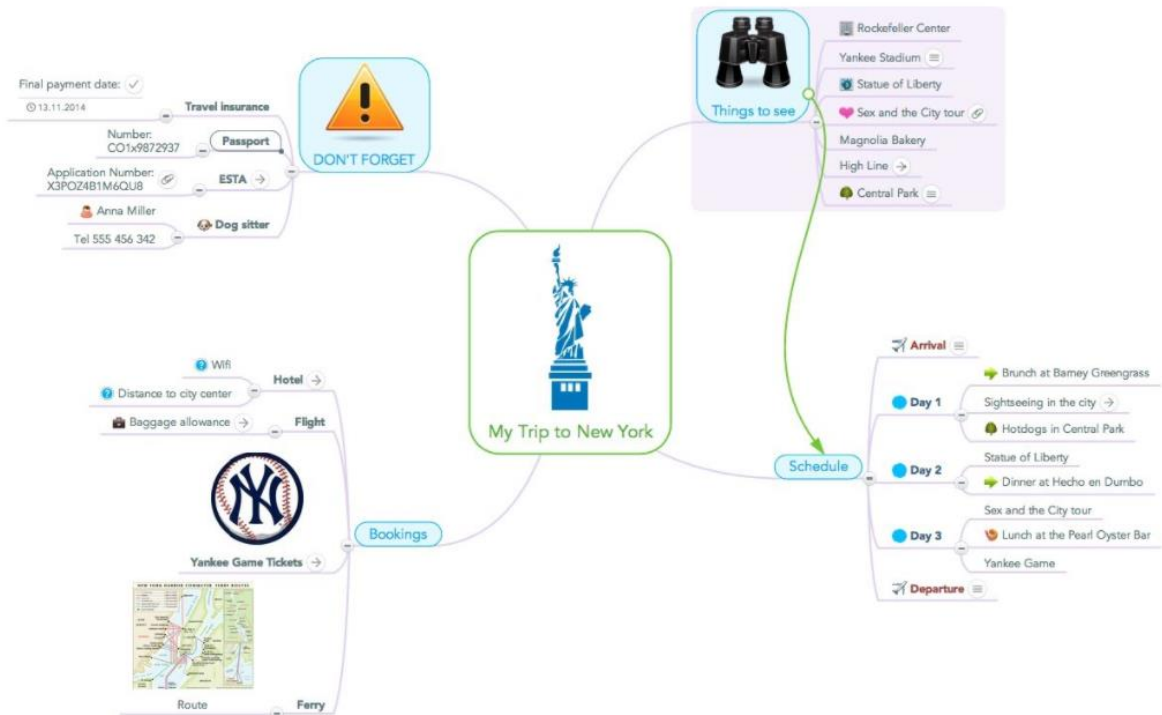 My Trip to New York
DON'T FORGET
Travel insurance
Final payment date:
13.11.2014
Passport
Number:
CO1x9872937
ESTA
Application Number:
X3POZ4B1M6QU8
Dog sitter
Anna Miller
Tel 555 456 342
Things to see
Rockefeller Center
Yankee Stadium
Statue of Liberty
Sex and the City tour
Magnolia Bakery
High Line
Central Park
Bookings
Hotel
Wifi
Distance to city center
Flight
Baggage allowance
NY
Yankee Game Tickets
Ferry
Route
Schedule
Arrival
Day 1
Brunch at Barney Greengrass
Sightseeing in the city
Hotdogs in Central Park
Day 2
Statue of Liberty
Dinner at Hecho en Dumbo
Day 3
Sex and the City tour
Lunch at the Pearl Oyster Bar
Yankee Game
Departure